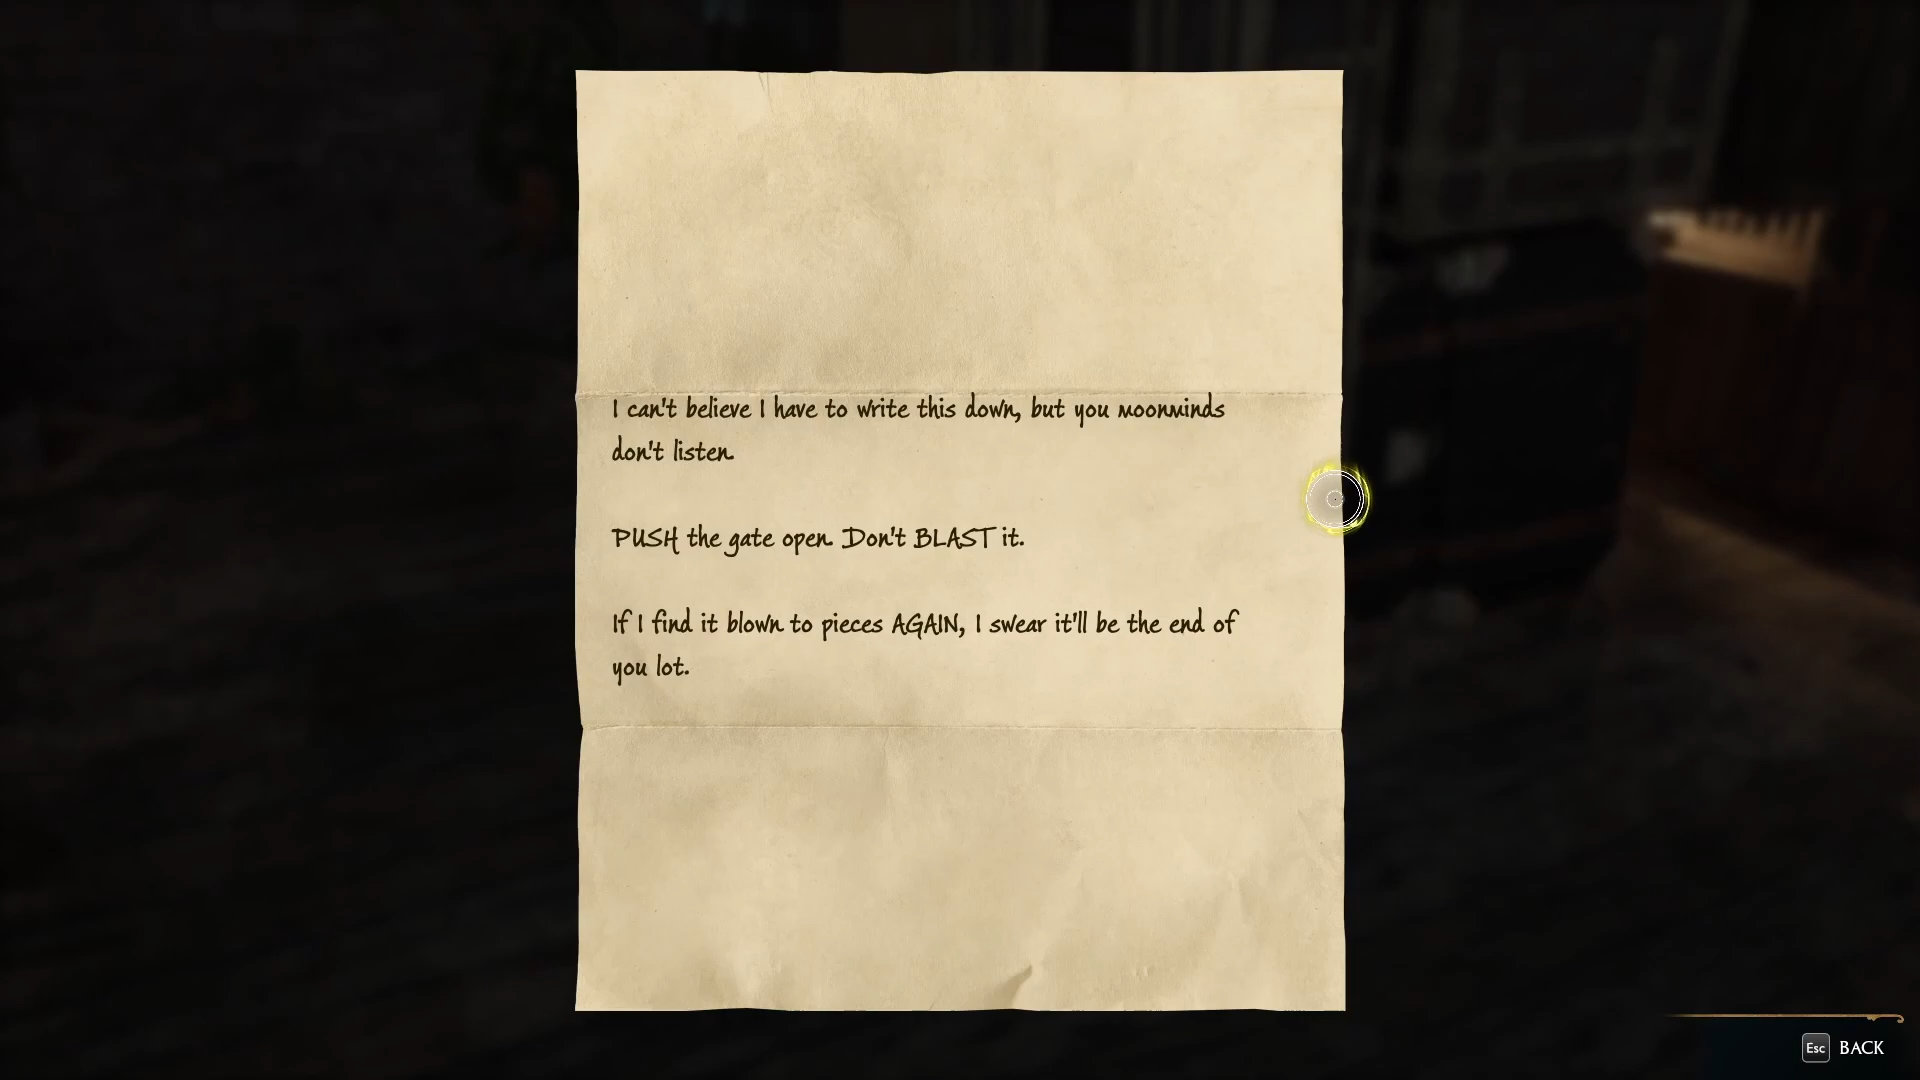 I can't believe I have to write this down, but you moonminds
don't listen.
PUSH the gate open. Don't BLAST it.
If I find it blown to pieces AGAIN, I swear it'll be the end of
you lot.
Esc BACK